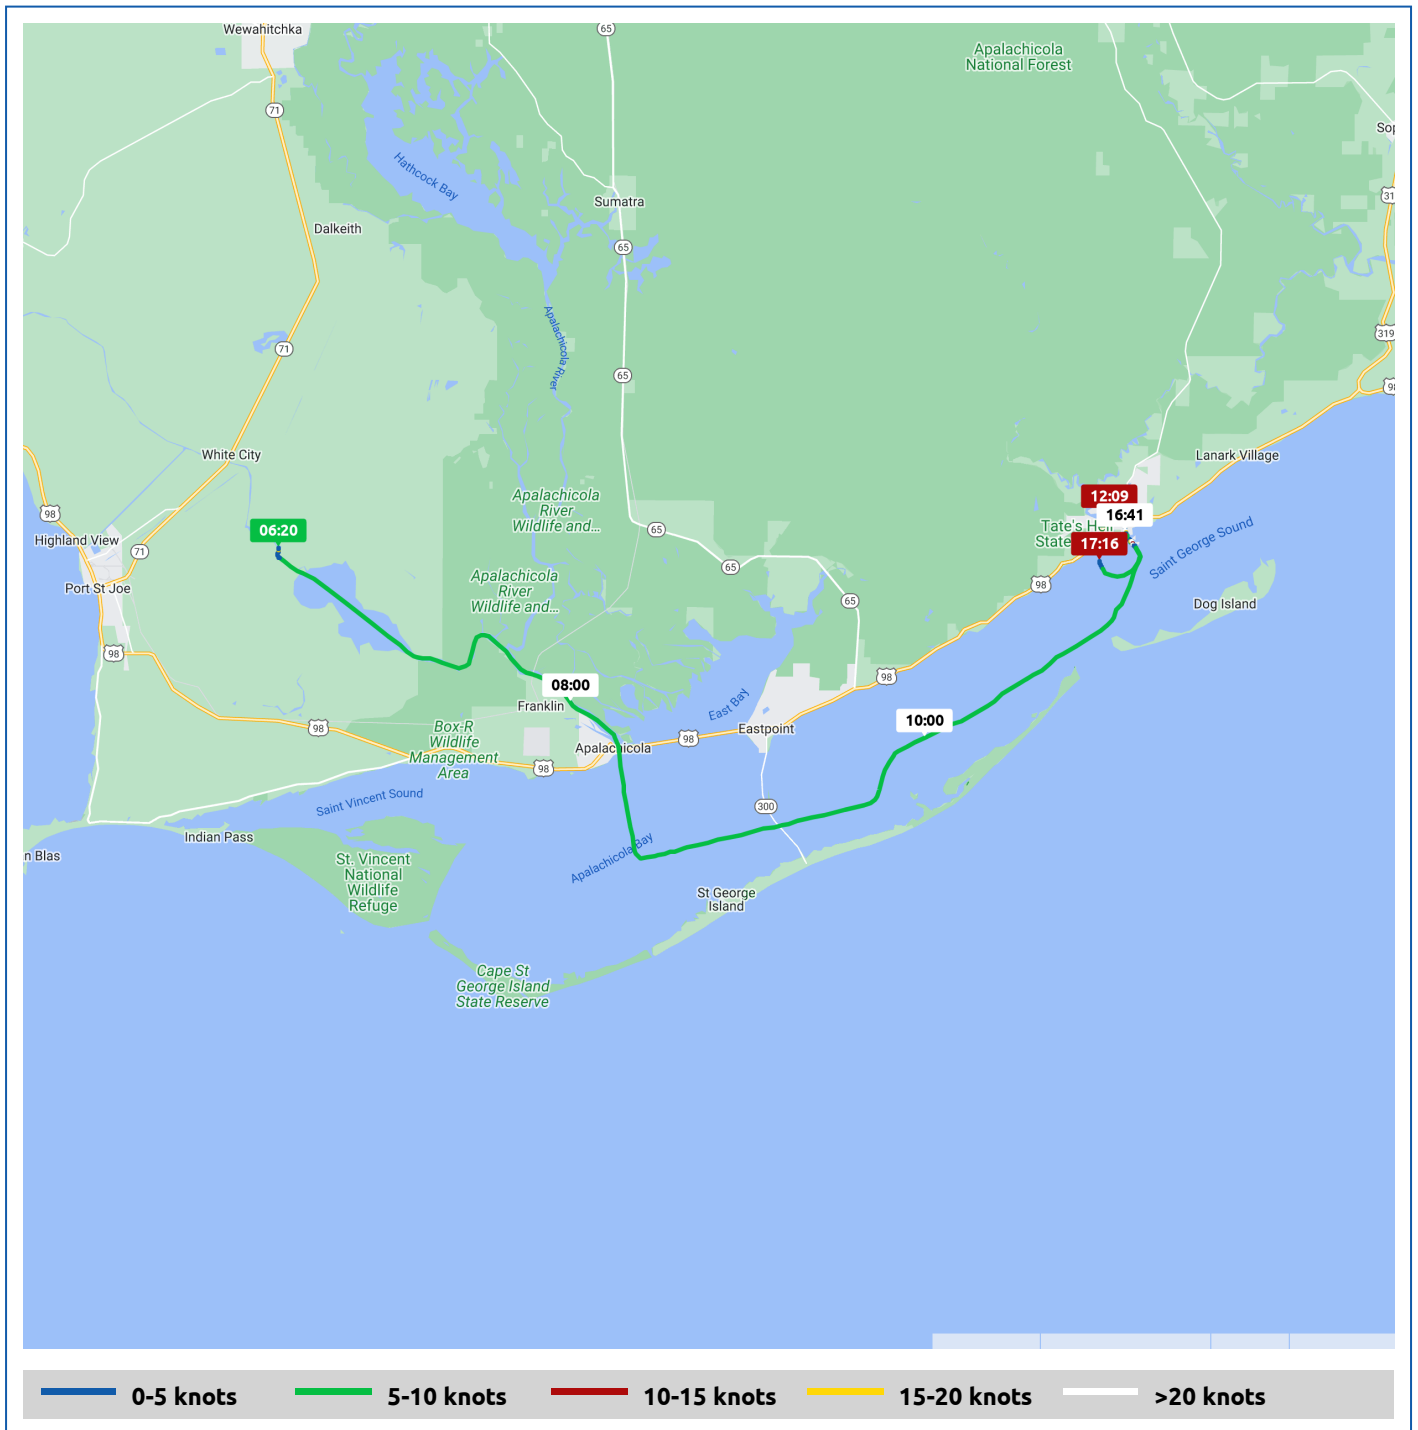 Wewahitchka
65
Apalachicola
National Forest
71
Sop
Hathcock Bay
31
Sumatra
Dalkeith
65
Apalachicola River
319
71
65
98
White City
Lanark Village
12:09
Apalachicola
River
Wildlife and...
98
16:41
06:20
65
Tate's Hell
State
Saint George Sound
Highland View
71
17:16
65
Apalachicola
River
Wildlife and...
98
Port St Joe
65
Dog Island
98
98
08:00
East Bay
Franklin
10:00
98
Box-R
Wildlife
Management
Area
98
Eastpoint
Apalachicola
98
Saint Vincent Sound
300
Indian Pass
Apalachicola Bay
n Blas
St. Vincent
National
Wildlife
Refuge
St George
Island
Cape St
George Island
State Reserve
0-5 knots
5-10 knots
10-15 knots
15-20 knots
>20 knots